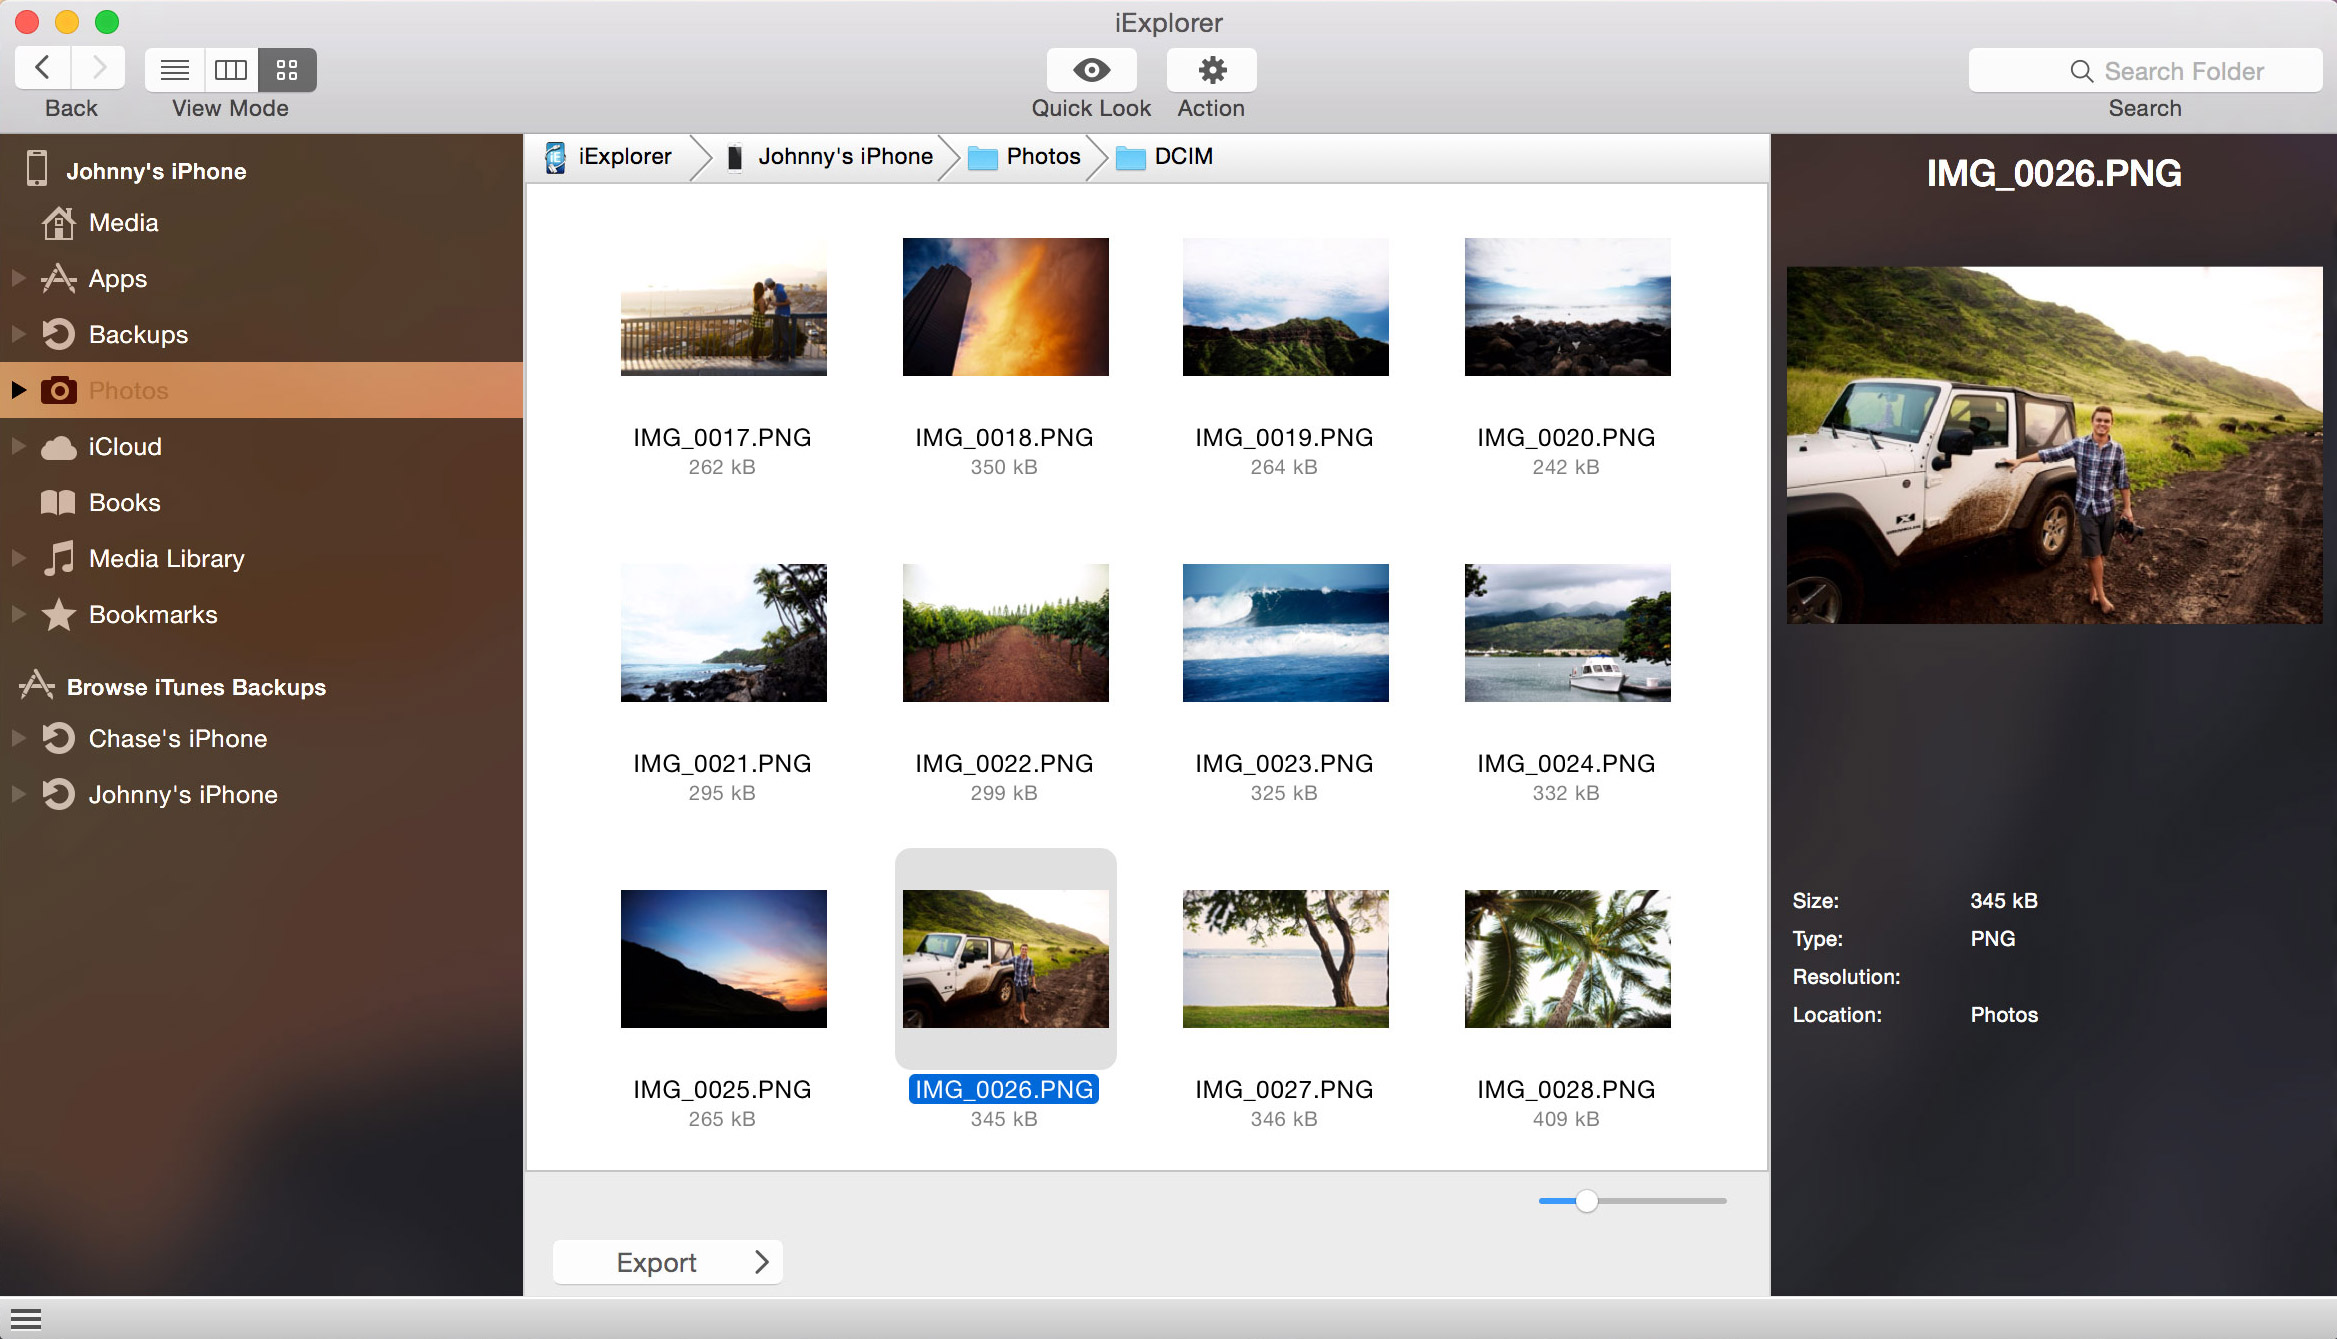 iExplorer
Back
View Mode
Quick Look
Action
Search Folder
Search
Johnny's iPhone
Media
Apps
Backups
Photos
iCloud
Books
Media Library
Bookmarks
Browse iTunes Backups
Chase's iPhone
Johnny's iPhone
iExplorer Johnny's iPhone Photos DCIM
IMG_0017.PNG IMG_0018.PNG IMG_0019.PNG IMG_0020.PNG
262 kB 350 kB 264 kB 242 kB
IMG_0021.PNG IMG_0022.PNG IMG_0023.PNG IMG_0024.PNG
295 kB 299 kB 325 kB 332 kB
IMG_0025.PNG IMG_0026.PNG IMG_0027.PNG IMG_0028.PNG
265 kB 345 kB 346 kB 409 kB
Export
IMG_0026.PNG
Size: 345 kB
Type: PNG
Resolution:
Location: Photos